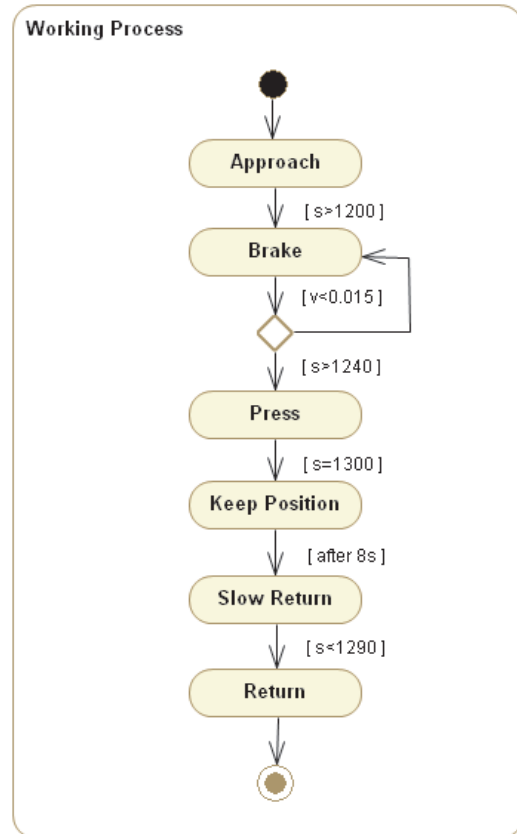 Working Process
Approach
[ s>1200 ]
Brake
[ v<0.015 ]
[ s>1240 ]
Press
[ s=1300 ]
Keep Position
[ after 8s ]
Slow Return
[ s<1290 ]
Return